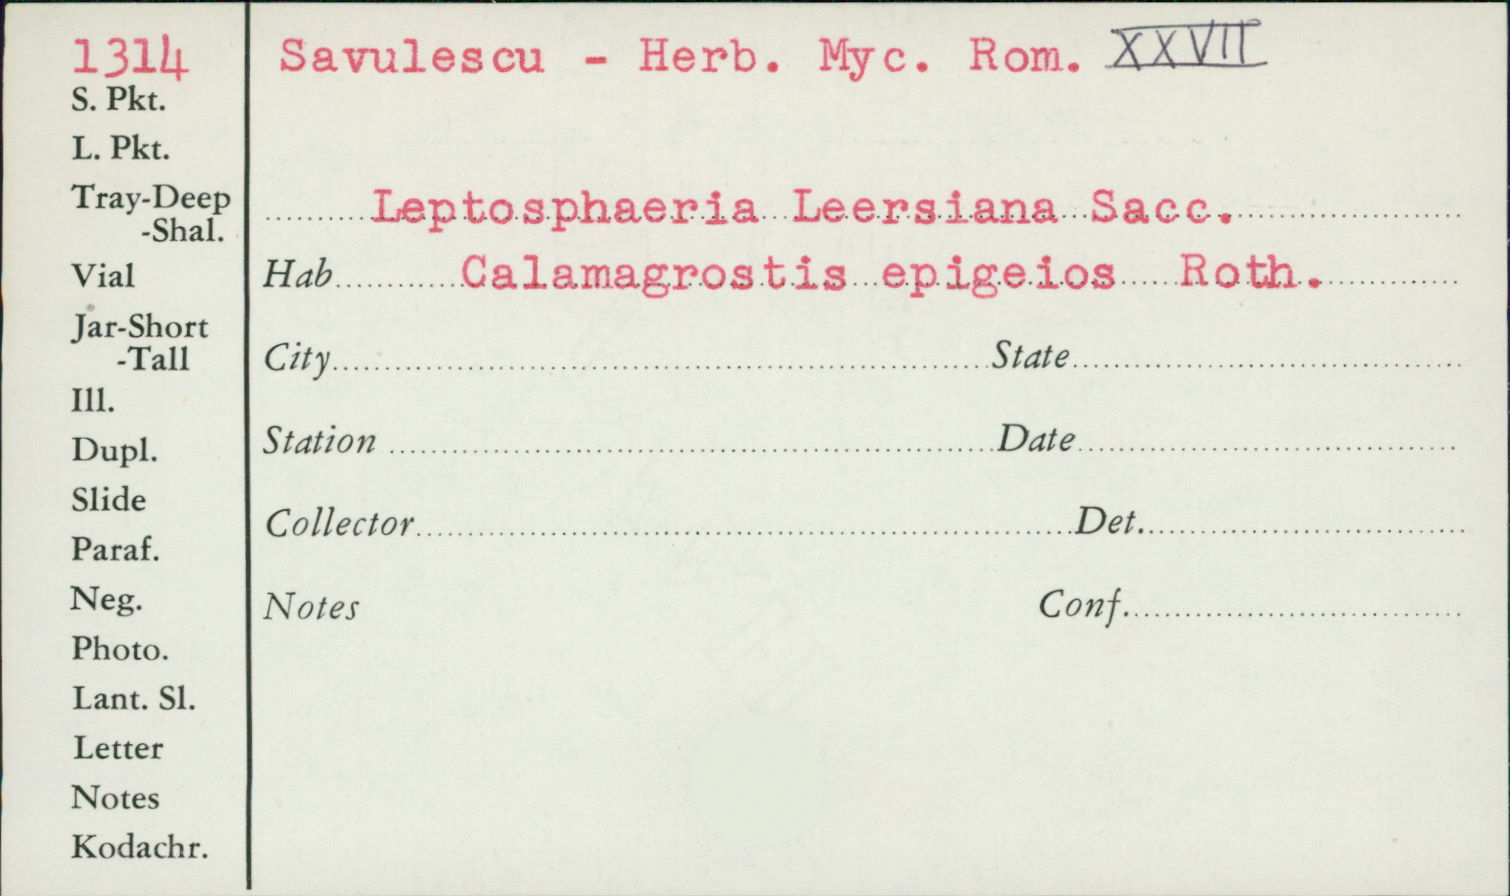 1314 Savulescu - Herb. Myc. Rom. XXVII
S. Pkt.
L. Pkt.
Tray-Deep
-Shal.
Vial
Jar-Short
-Tall
Ill.
Dupl.
Slide
Paraf.
Neg.
Photo.
Lant. Sl.
Letter
Notes
Kodachr.
Leptosphaeria Leersiana Sacc.
Hab Calamagrostis epigeios Roth.
City State
Station Date
Collector Det.
Notes Conf.